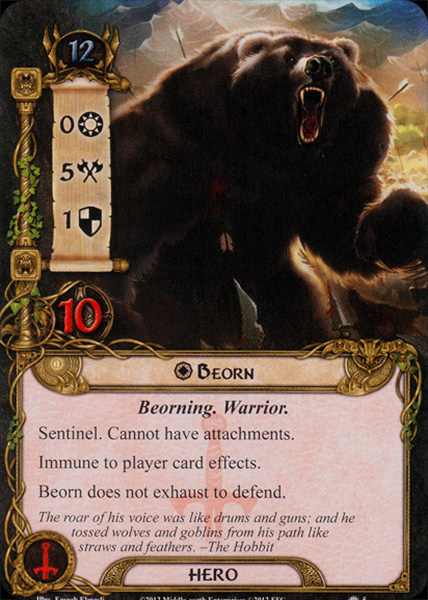 12
0
5
1
10
Beorn
Beorning. Warrior.
Sentinel. Cannot have attachments.
Immune to player card effects.
Beorn does not exhaust to defend.
The roar of his voice was like drums and guns; and he
tossed wolves and goblins from his path like
straws and feathers. –The Hobbit
HERO